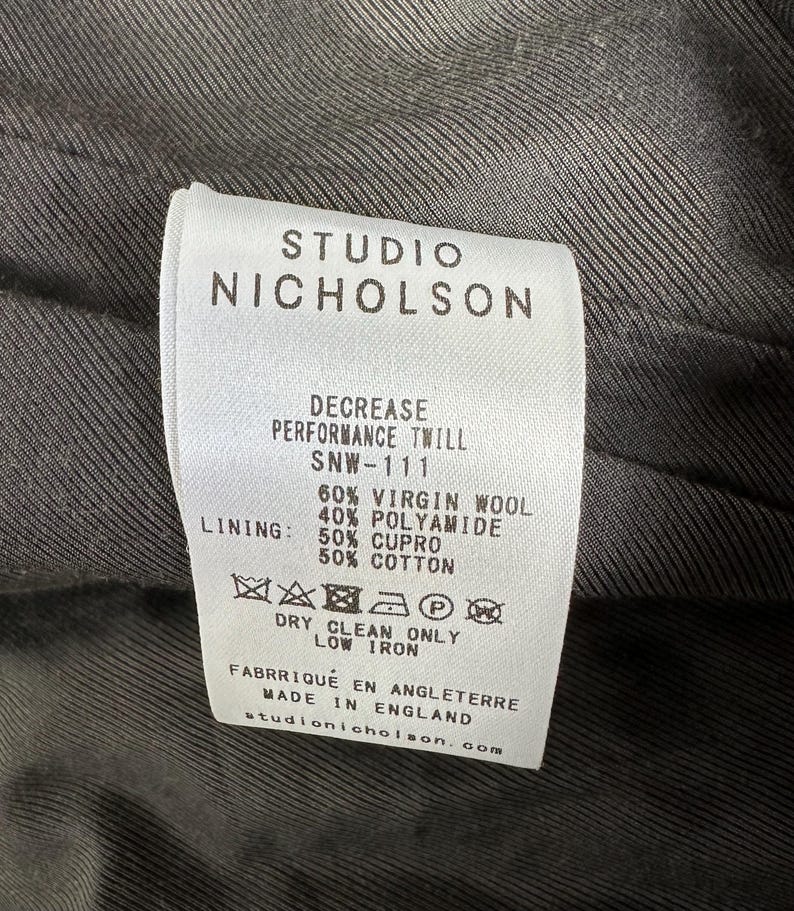 STUDIO
NICHOLSON
DECREASE
PERFORMANCE TWILL
SNW-111
60% VIRGIN WOOL
40% POLYAMIDE
LINING: 50% CUPRO
50% COTTON
P W
DRY CLEAN ONLY
LOW IRON
FABRRIQUÉ EN ANGLETERRE
MADE IN ENGLAND
studionicholson.com